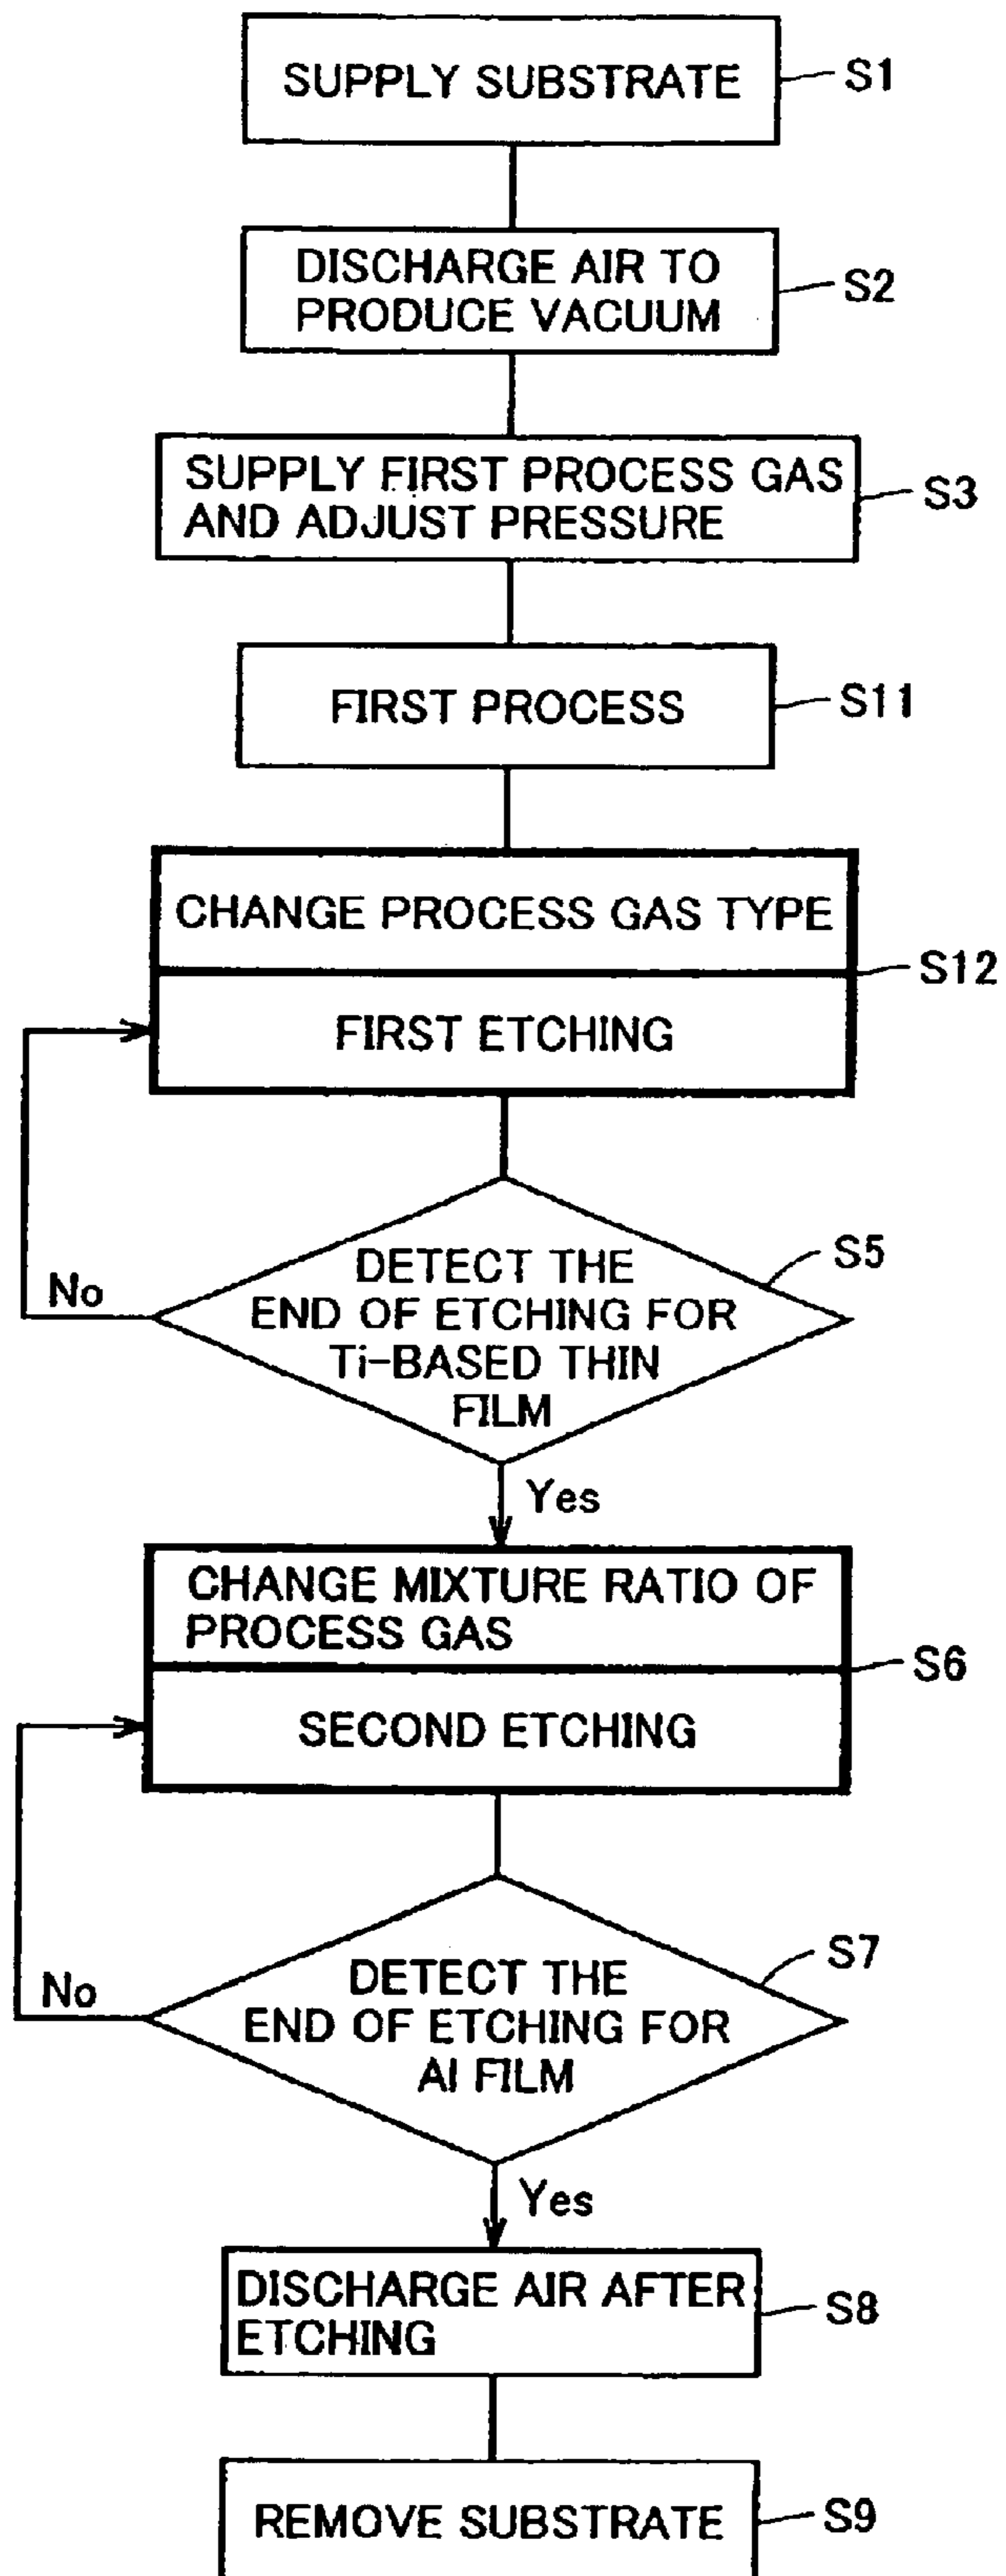 SUPPLY SUBSTRATE
S1
DISCHARGE AIR TO
PRODUCE VACUUM
S2
SUPPLY FIRST PROCESS GAS
AND ADJUST PRESSURE
S3
FIRST PROCESS
S11
CHANGE PROCESS GAS TYPE
S12
FIRST ETCHING
DETECT THE
END OF ETCHING FOR
Ti-BASED THIN
FILM
S5
No
Yes
CHANGE MIXTURE RATIO OF
PROCESS GAS
S6
SECOND ETCHING
DETECT THE
END OF ETCHING FOR
Al FILM
S7
No
Yes
DISCHARGE AIR AFTER
ETCHING
S8
REMOVE SUBSTRATE
S9